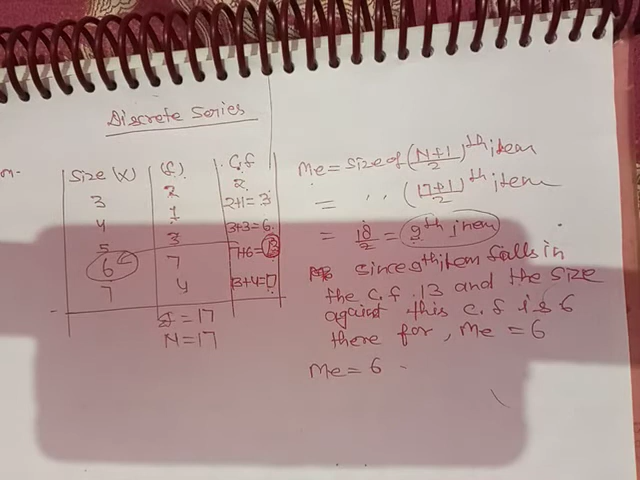 Discrete Series
Size (x) (f) C.f
3 2 2
4 1 2+1=3
5 3 3+3=6
6 7 7+6=13
7 4 13+4=17
f=17
N=17
Me=Size of (N+1/2)th item
= " (17+1/2)th item
= 18/2 = 9th item
since 9th item falls in
the C.f 13 and the size
against this c.f is 6
there for, Me = 6
Me = 6